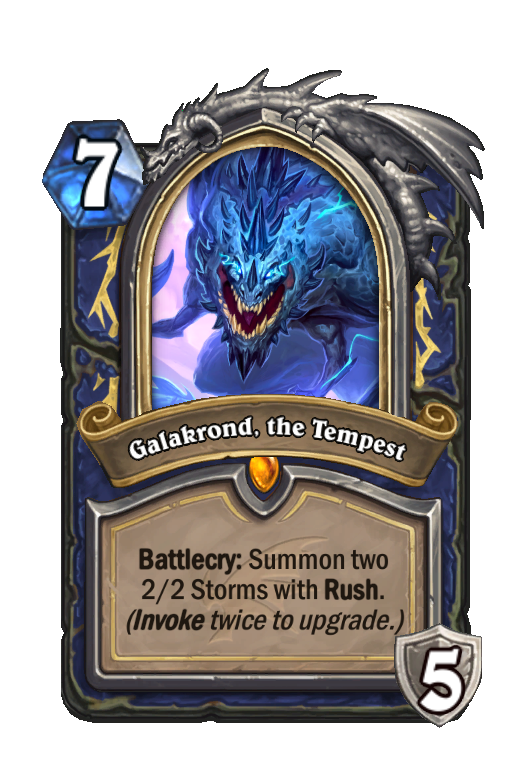 7
Galakrond, the Tempest
Battlecry: Summon two
2/2 Storms with Rush.
(Invoke twice to upgrade.)
5